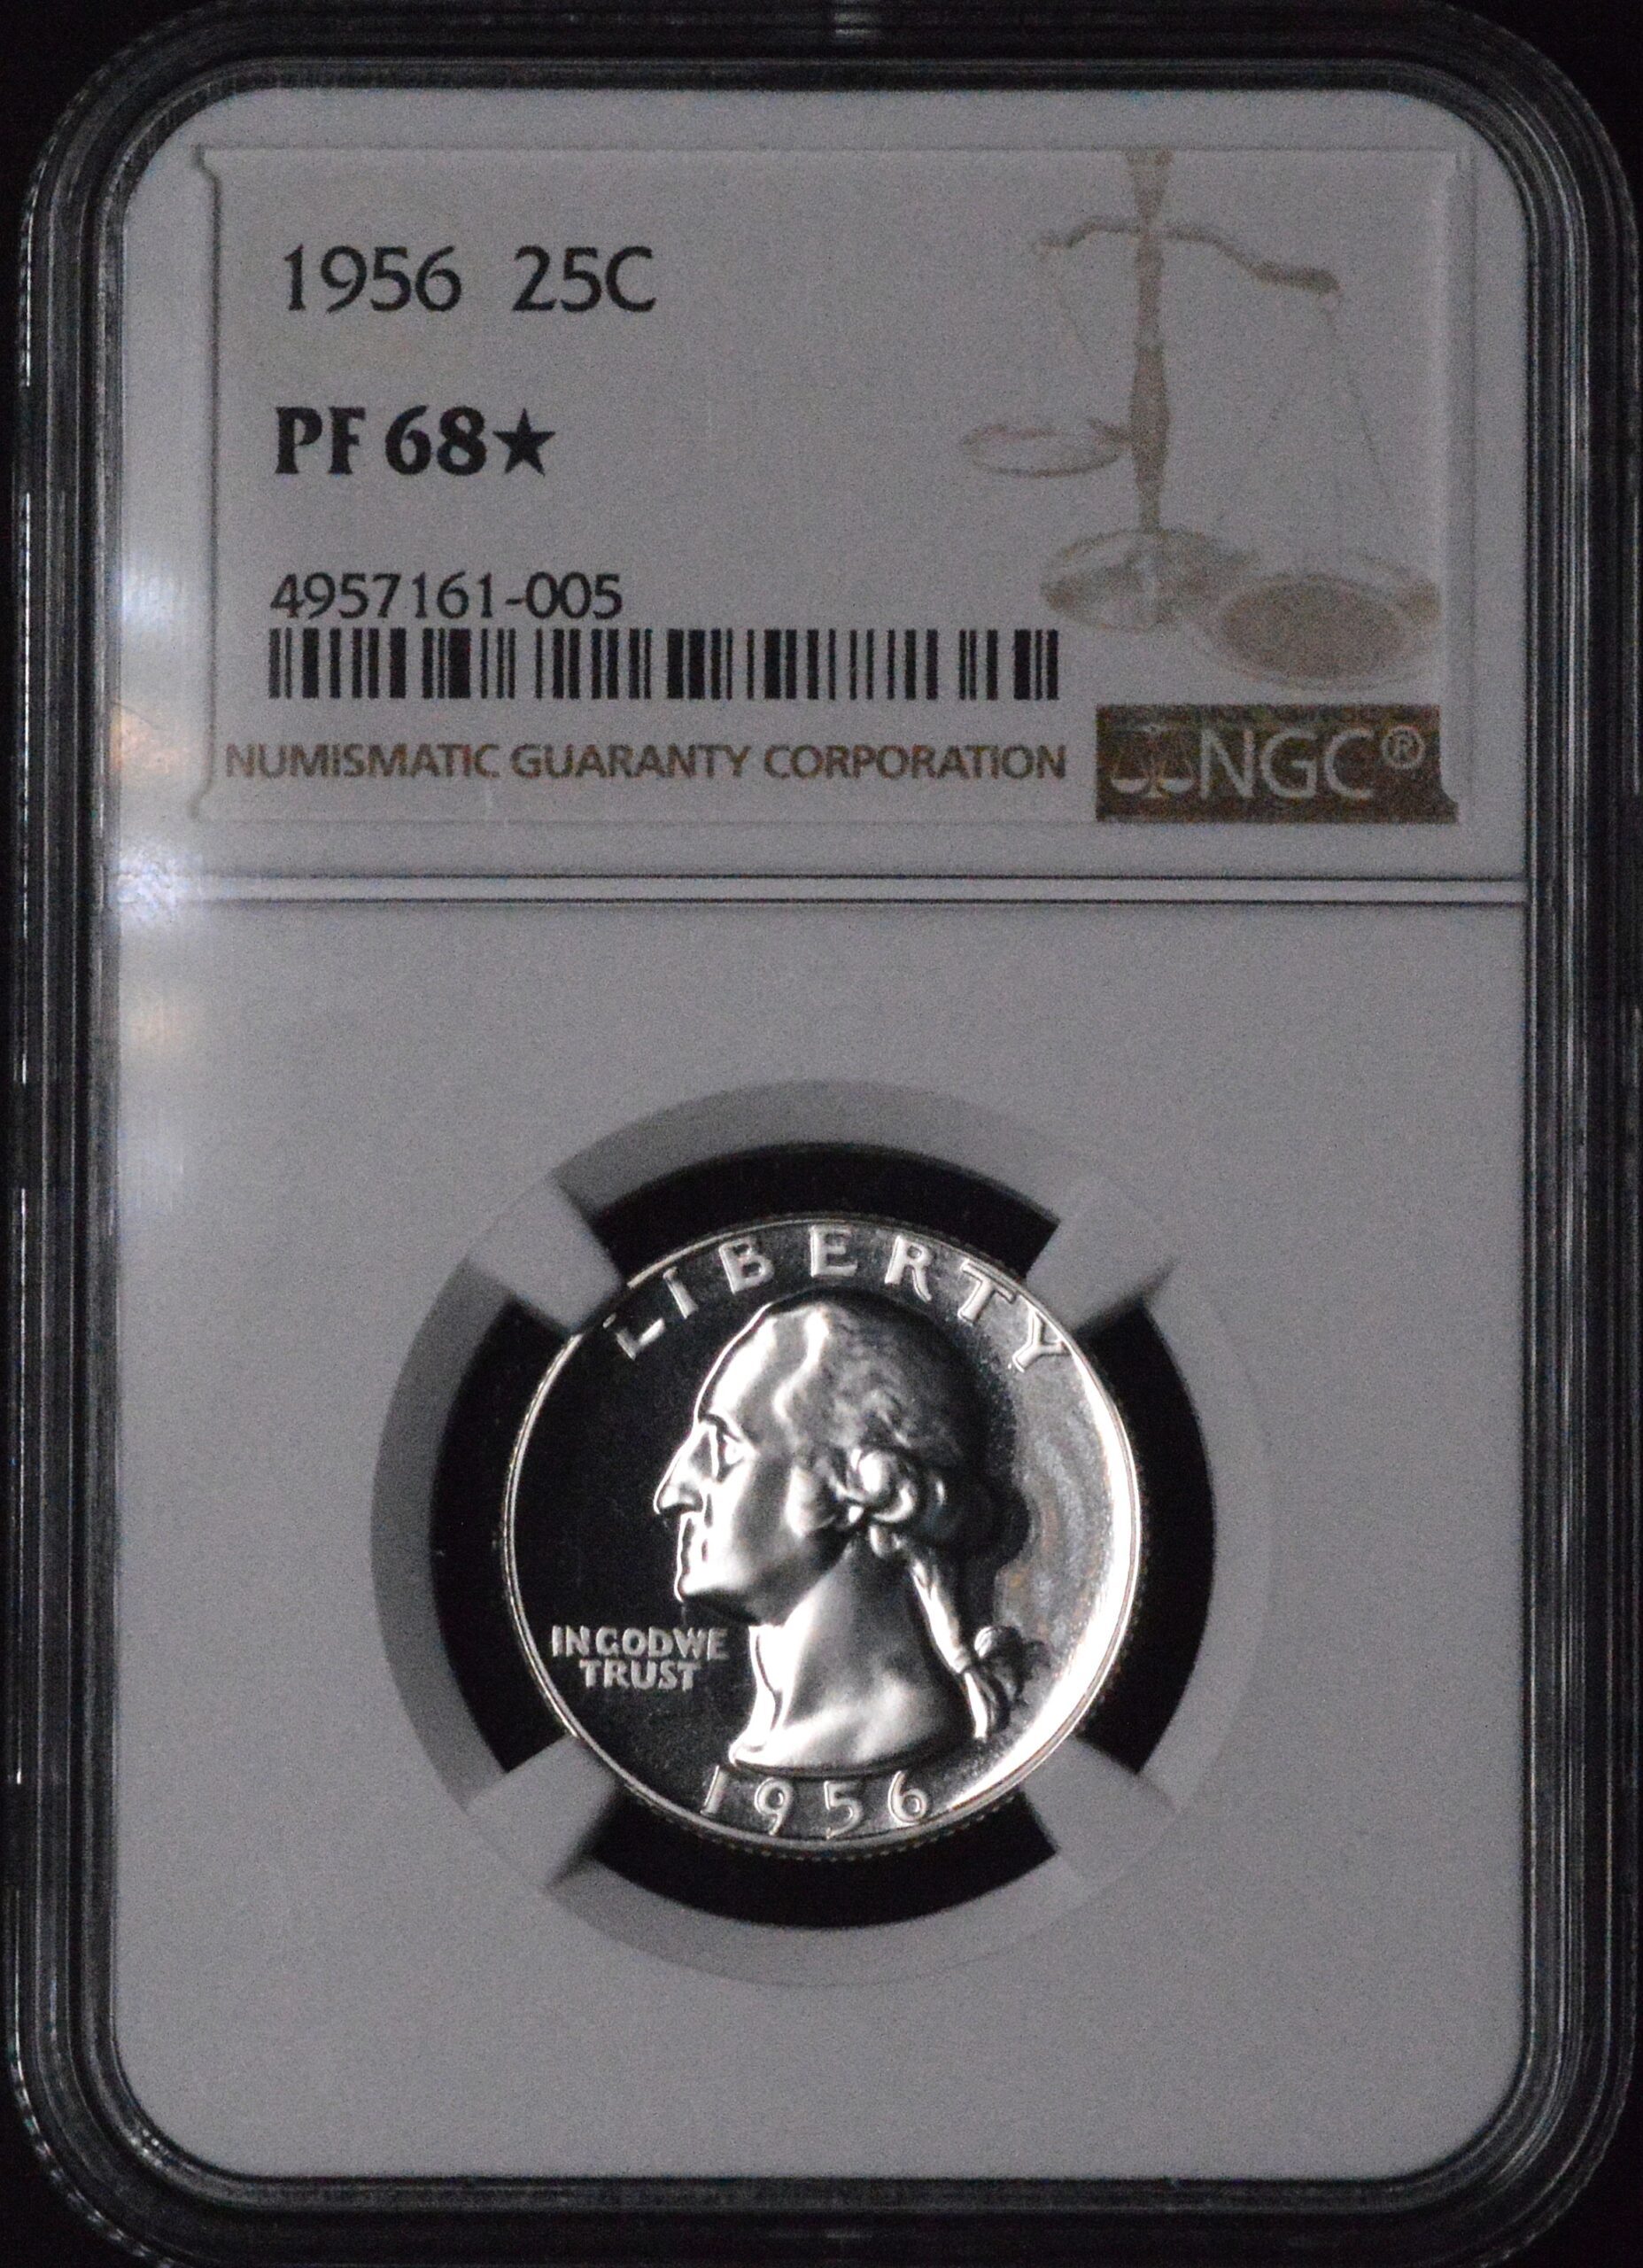 1956 25C
PF 68★
4957161-005
NUMISMATIC GUARANTY CORPORATION
NGC®
LIBERTY
IN GOD WE
TRUST
1956